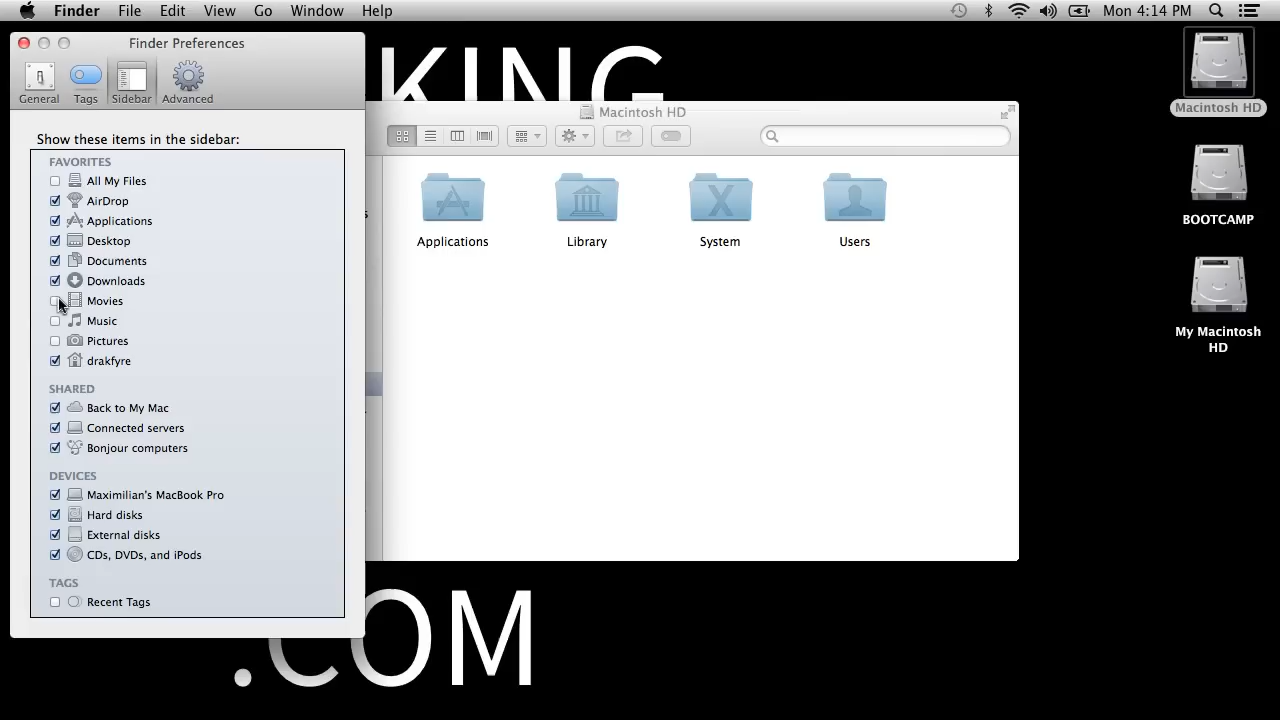 Finder File Edit View Go Window Help
Mon 4:14 PM
Finder Preferences
General Tags Sidebar Advanced
Show these items in the sidebar:
FAVORITES
All My Files
AirDrop
Applications
Desktop
Documents
Downloads
Movies
Music
Pictures
drakfyre
SHARED
Back to My Mac
Connected servers
Bonjour computers
DEVICES
Maximilian's MacBook Pro
Hard disks
External disks
CDs, DVDs, and iPods
TAGS
Recent Tags
Macintosh HD
Applications Library System Users
Macintosh HD
BOOTCAMP
My Macintosh
HD
KING
.COM